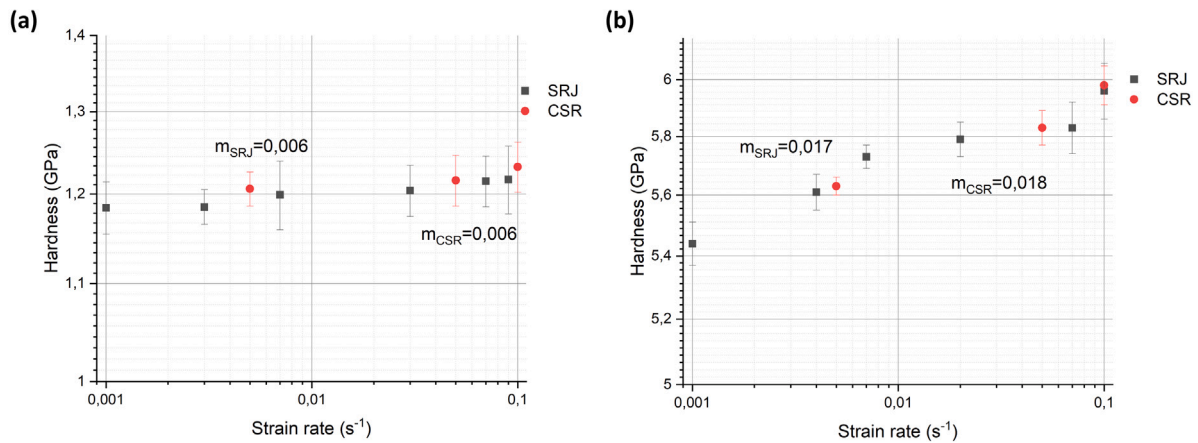 (a)
1,4
1,3
1,2
1,1
1
Hardness (GPa)
0,001
0,01
0,1
Strain rate (s⁻¹)
SRJ
CSR
m_SRJ=0,006
m_CSR=0,006
(b)
6
5,8
5,6
5,4
5,2
5
Hardness (GPa)
0,001
0,01
0,1
Strain rate (s⁻¹)
SRJ
CSR
m_SRJ=0,017
m_CSR=0,018